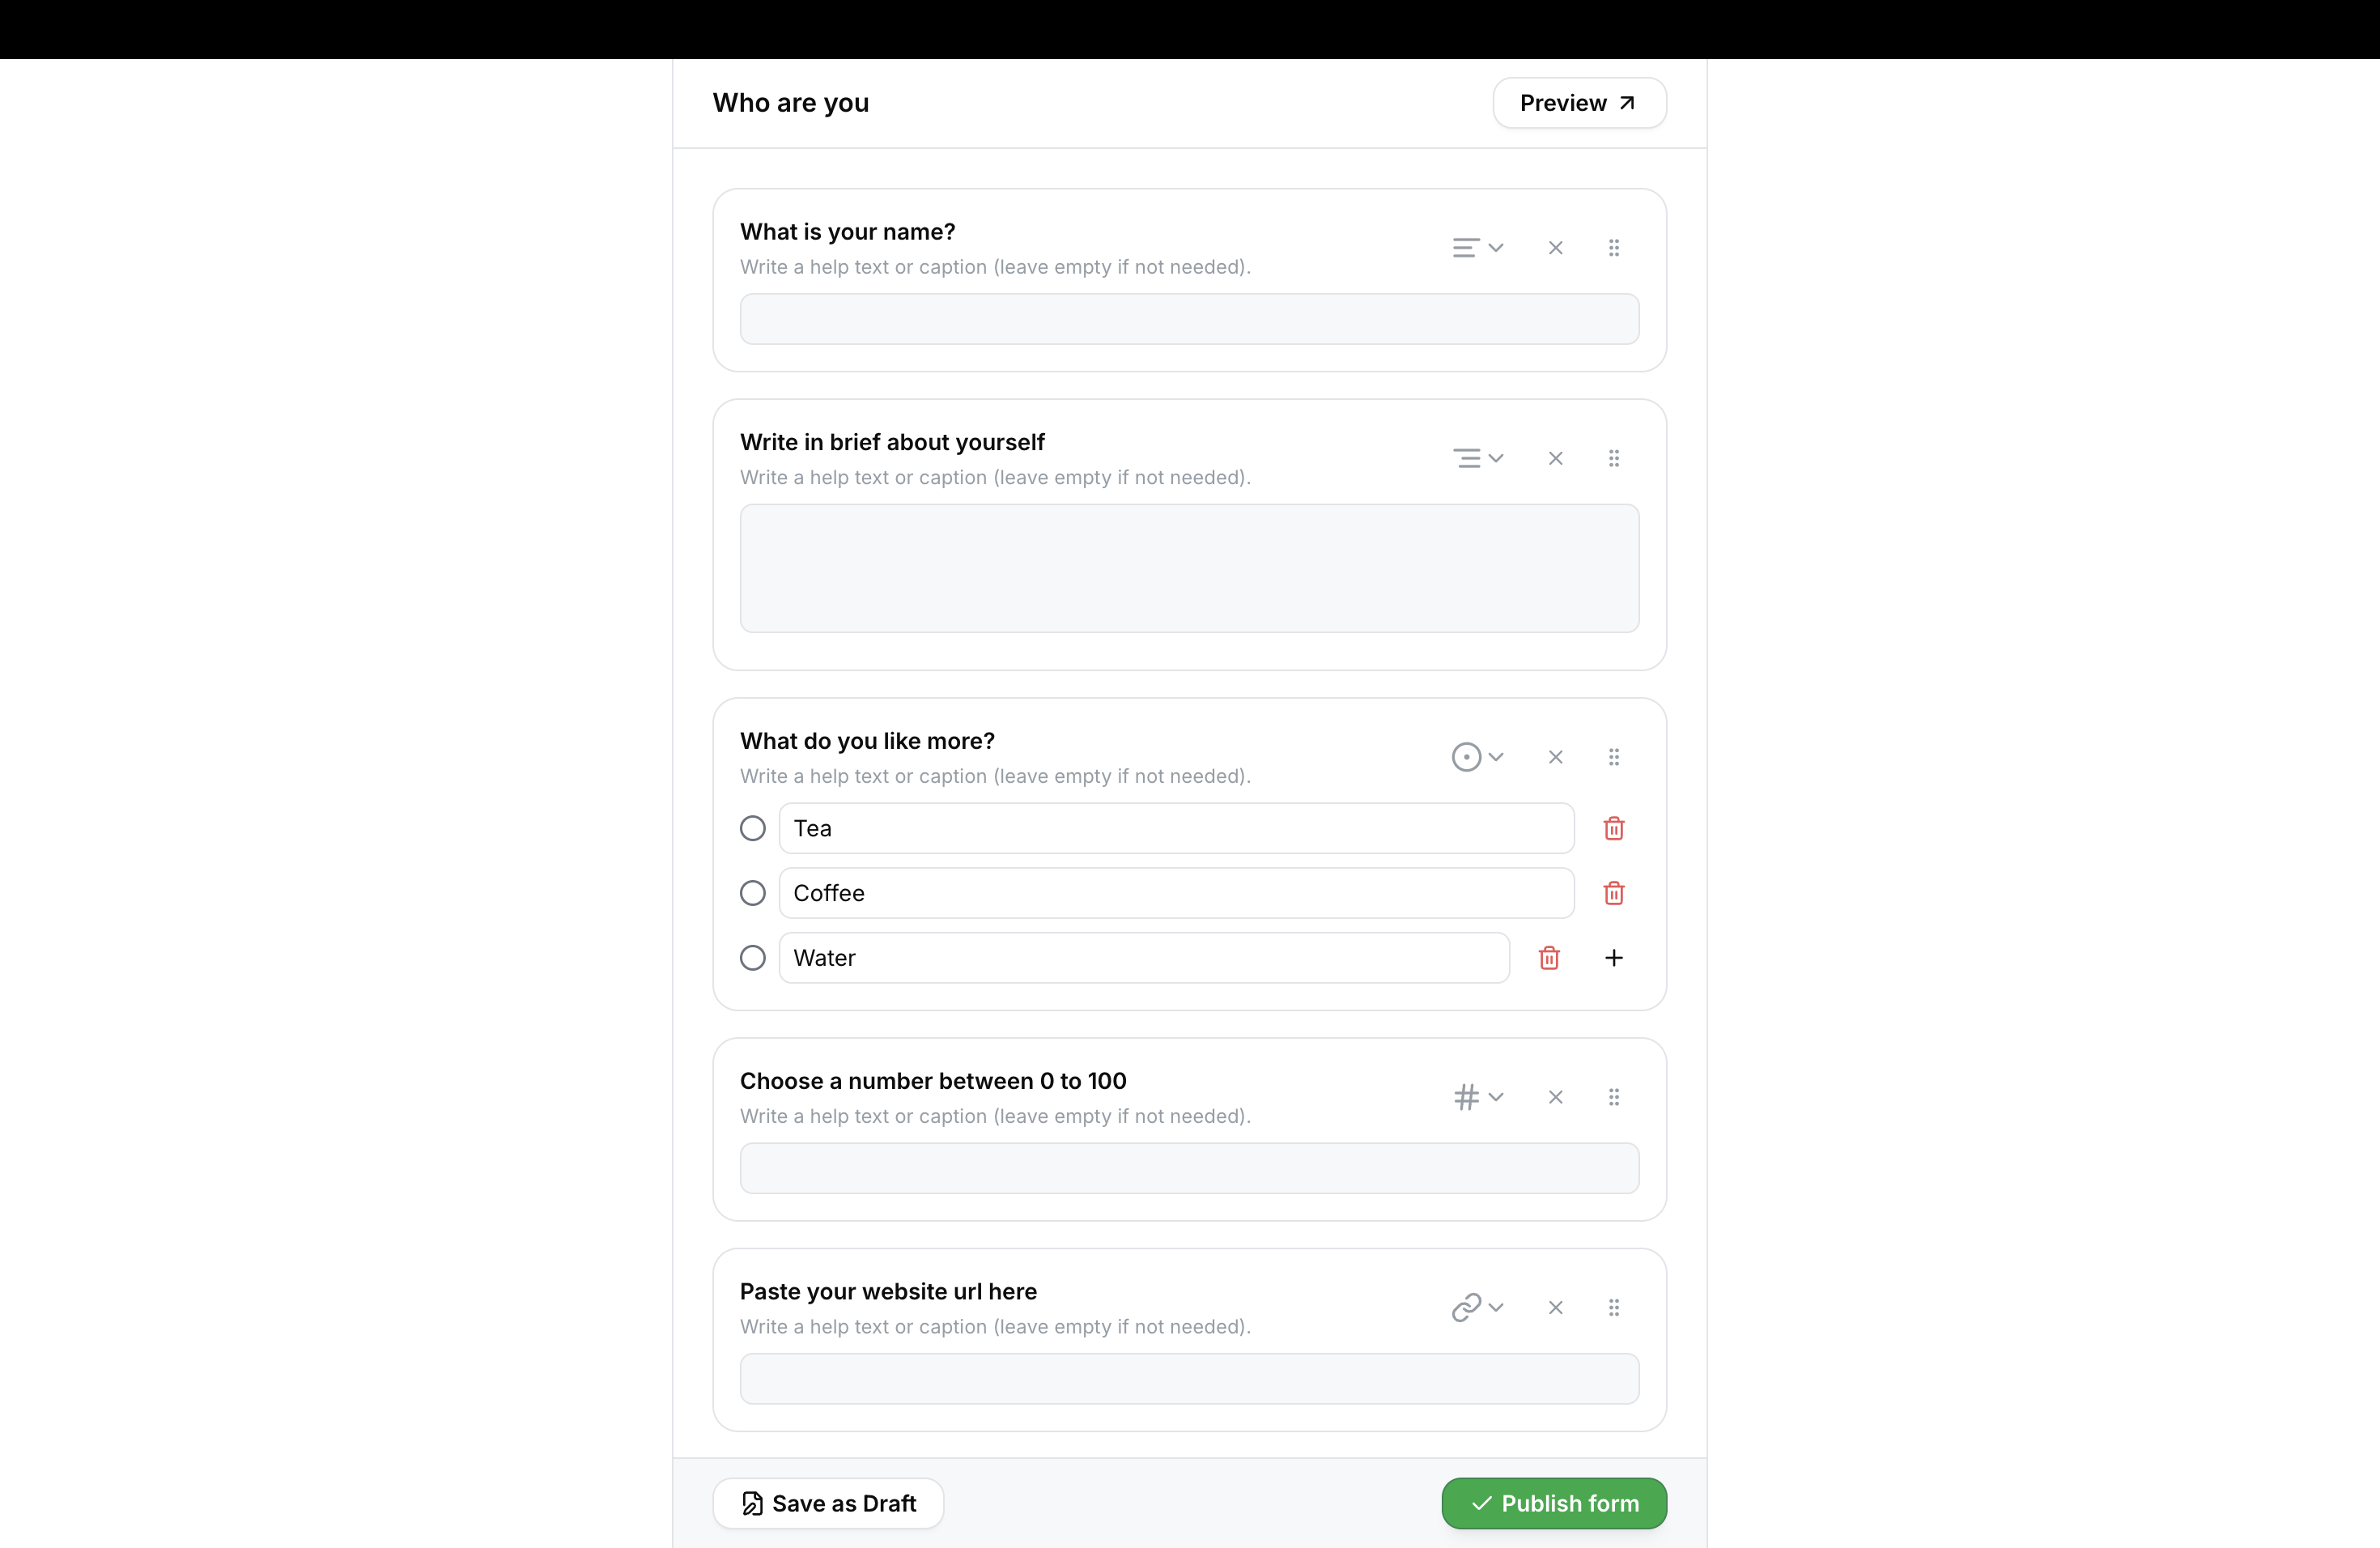 Who are you
Preview
What is your name?
Write a help text or caption (leave empty if not needed).
Write in brief about yourself
Write a help text or caption (leave empty if not needed).
What do you like more?
Write a help text or caption (leave empty if not needed).
Tea
Coffee
Water
Choose a number between 0 to 100
Write a help text or caption (leave empty if not needed).
Paste your website url here
Write a help text or caption (leave empty if not needed).
Save as Draft
Publish form